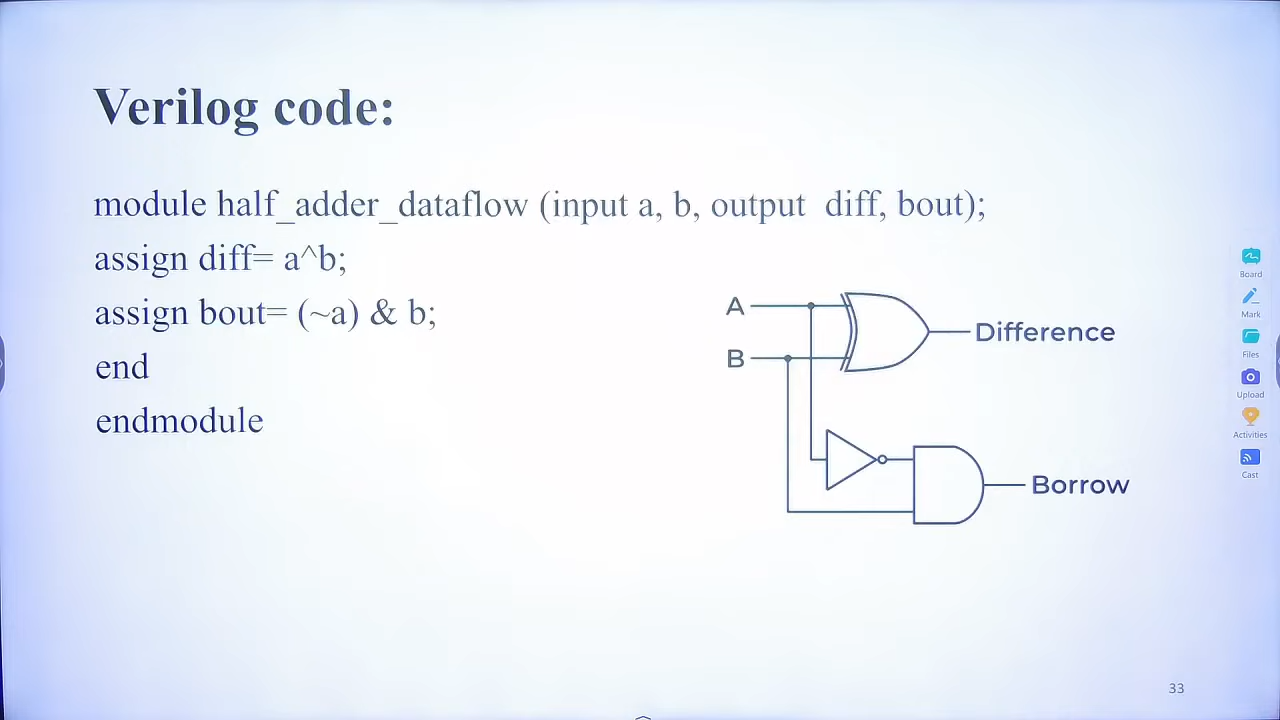 Verilog code:
module half_adder_dataflow (input a, b, output diff, bout);
assign diff= a^b;
assign bout= (~a) & b;
end
endmodule
A
B
Difference
Borrow
Board
Mark
Files
Upload
Activities
Cast
33